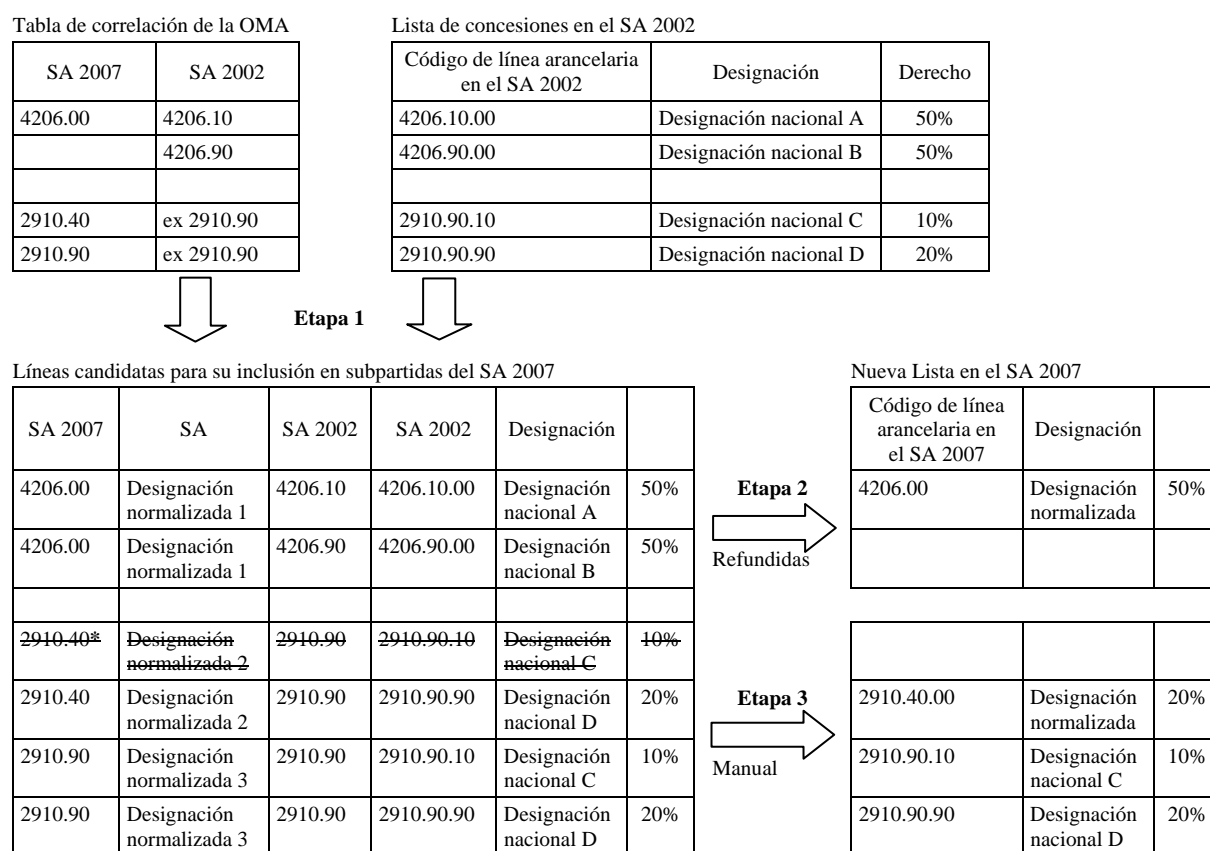 Tabla de correlación de la OMA
SA 2007 SA 2002
4206.00 4206.10
4206.90
2910.40 ex 2910.90
2910.90 ex 2910.90
Lista de concesiones en el SA 2002
Código de línea arancelaria
en el SA 2002
Designación Derecho
4206.10.00 Designación nacional A 50%
4206.90.00 Designación nacional B 50%
2910.90.10 Designación nacional C 10%
2910.90.90 Designación nacional D 20%
Etapa 1
Líneas candidatas para su inclusión en subpartidas del SA 2007
SA 2007 SA SA 2002 SA 2002 Designación
4206.00 Designación 4206.10 4206.10.00 Designación 50%
normalizada 1 nacional A
4206.00 Designación 4206.90 4206.90.00 Designación 50%
normalizada 1 nacional B
2910.40* Designación 2910.90 2910.90.10 Designación 10%
normalizada 2 nacional C
2910.40 Designación 2910.90 2910.90.90 Designación 20%
normalizada 2 nacional D
2910.90 Designación 2910.90 2910.90.10 Designación 10%
normalizada 3 nacional C
2910.90 Designación 2910.90 2910.90.90 Designación 20%
normalizada 3 nacional D
Etapa 2
Refundidas
Etapa 3
Manual
Nueva Lista en el SA 2007
Código de línea
arancelaria en
el SA 2007
Designación
4206.00 Designación 50%
normalizada
2910.40.00 Designación 20%
normalizada
2910.90.10 Designación 10%
nacional C
2910.90.90 Designación 20%
nacional D